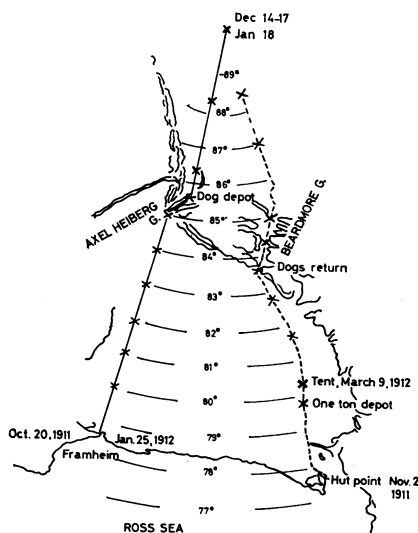 Dec 14-17
Jan 18
89°
88°
87°
86°
Dog depot
AXEL HEIBERG
G.
85°
BEARDMORE G.
84°
Dogs return
83°
82°
81°
Tent, March 9, 1912
80°
One ton depot
Oct. 20, 1911
Jan. 25, 1912
79°
Framheim
78°
Hut point
Nov. 2
1911
77°
ROSS SEA